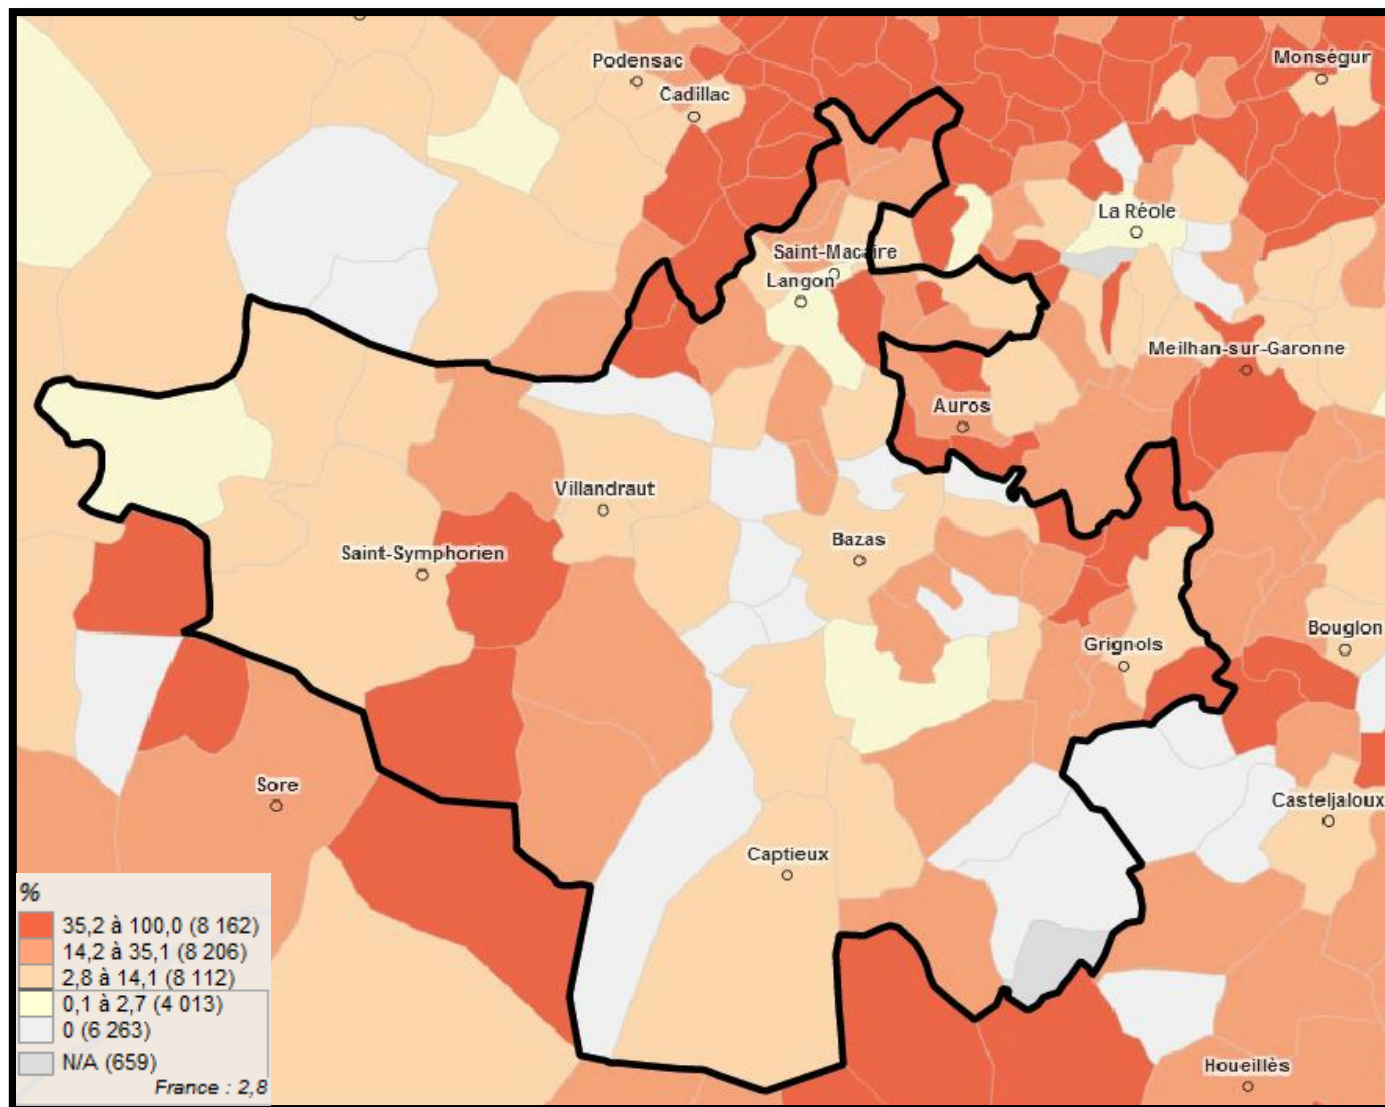 Podensac
Cadillac
Monségur
La Réole
Saint-Macaire
Langon
Meilhan-sur-Garonne
Auros
Villandraut
Bazas
Saint-Symphorien
Bouglon
Grignols
Sore
Casteljaloux
Captieux
Houeillès
%
35,2 à 100,0 (8 162)
14,2 à 35,1 (8 206)
2,8 à 14,1 (8 112)
0,1 à 2,7 (4 013)
0 (6 263)
N/A (659)
France : 2,8